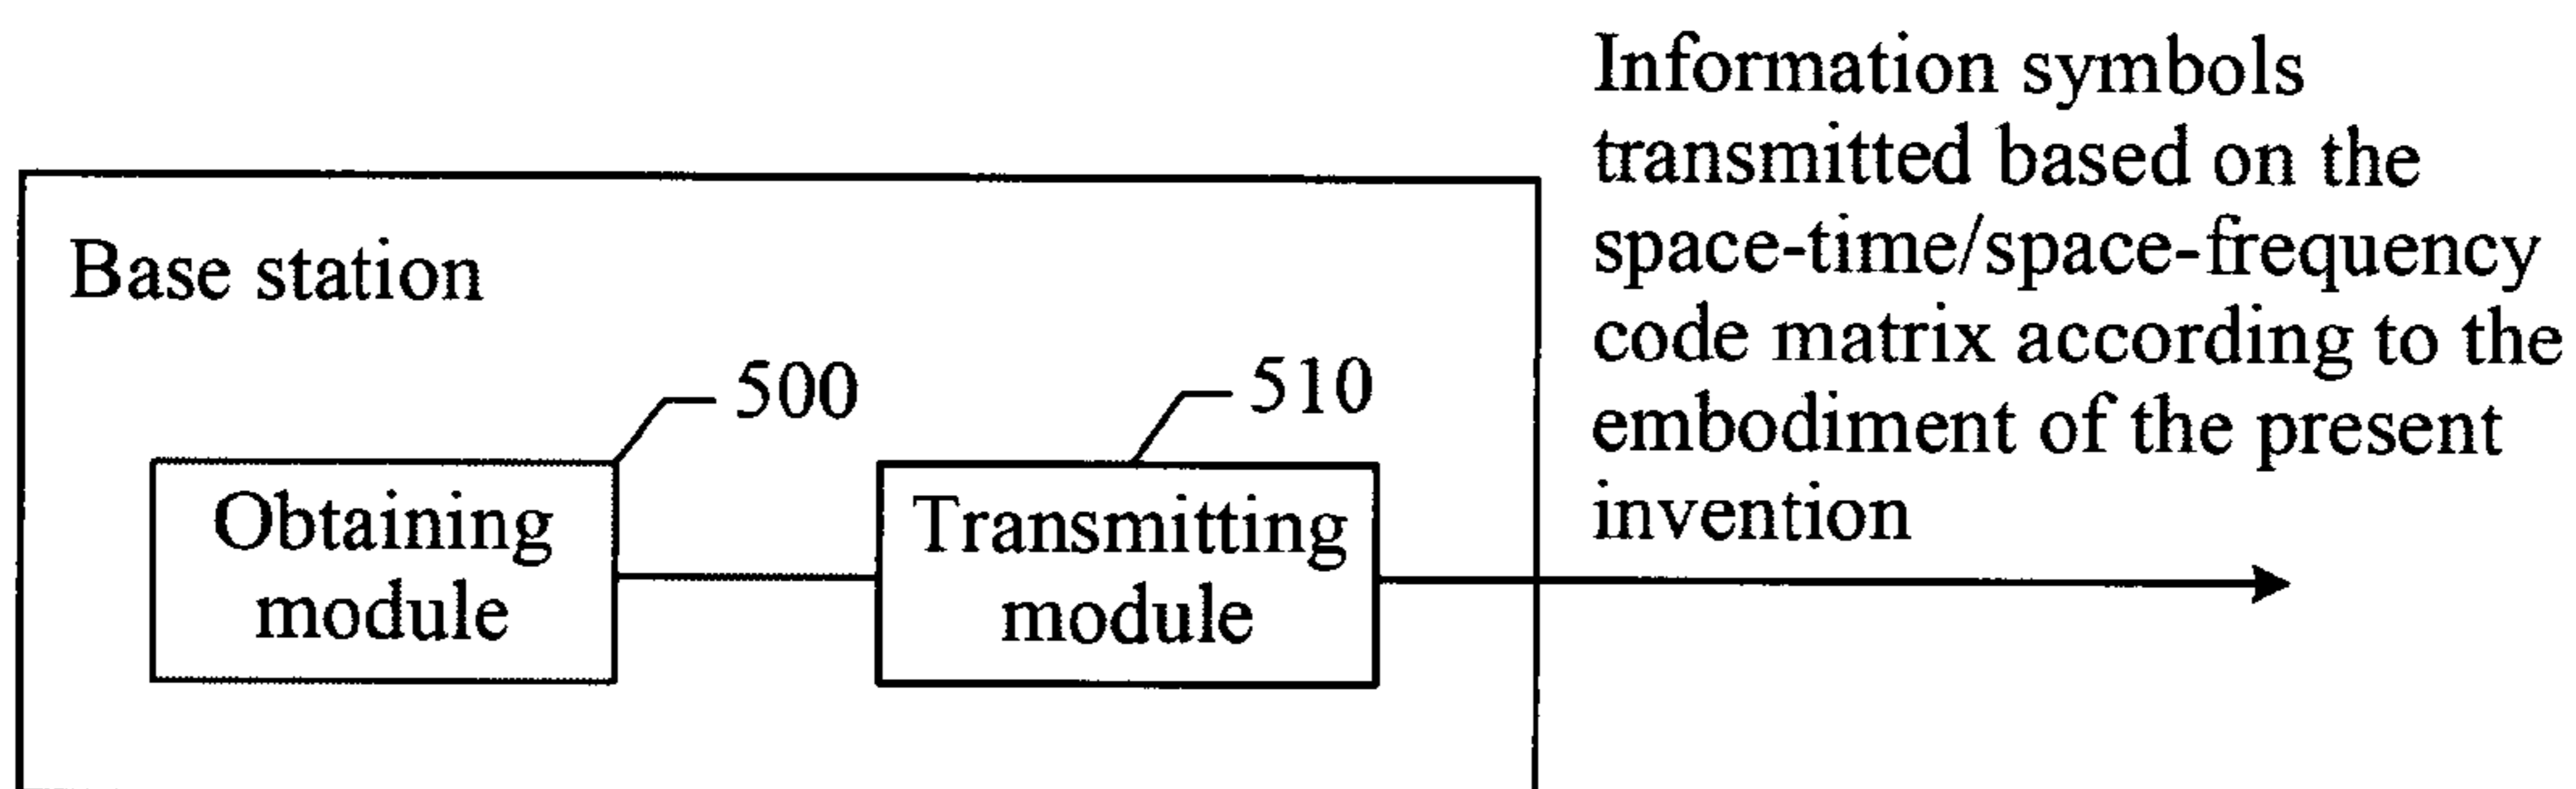 Information symbols
transmitted based on the
space-time/space-frequency
code matrix according to the
embodiment of the present
invention
Base station
500
510
Obtaining
module
Transmitting
module